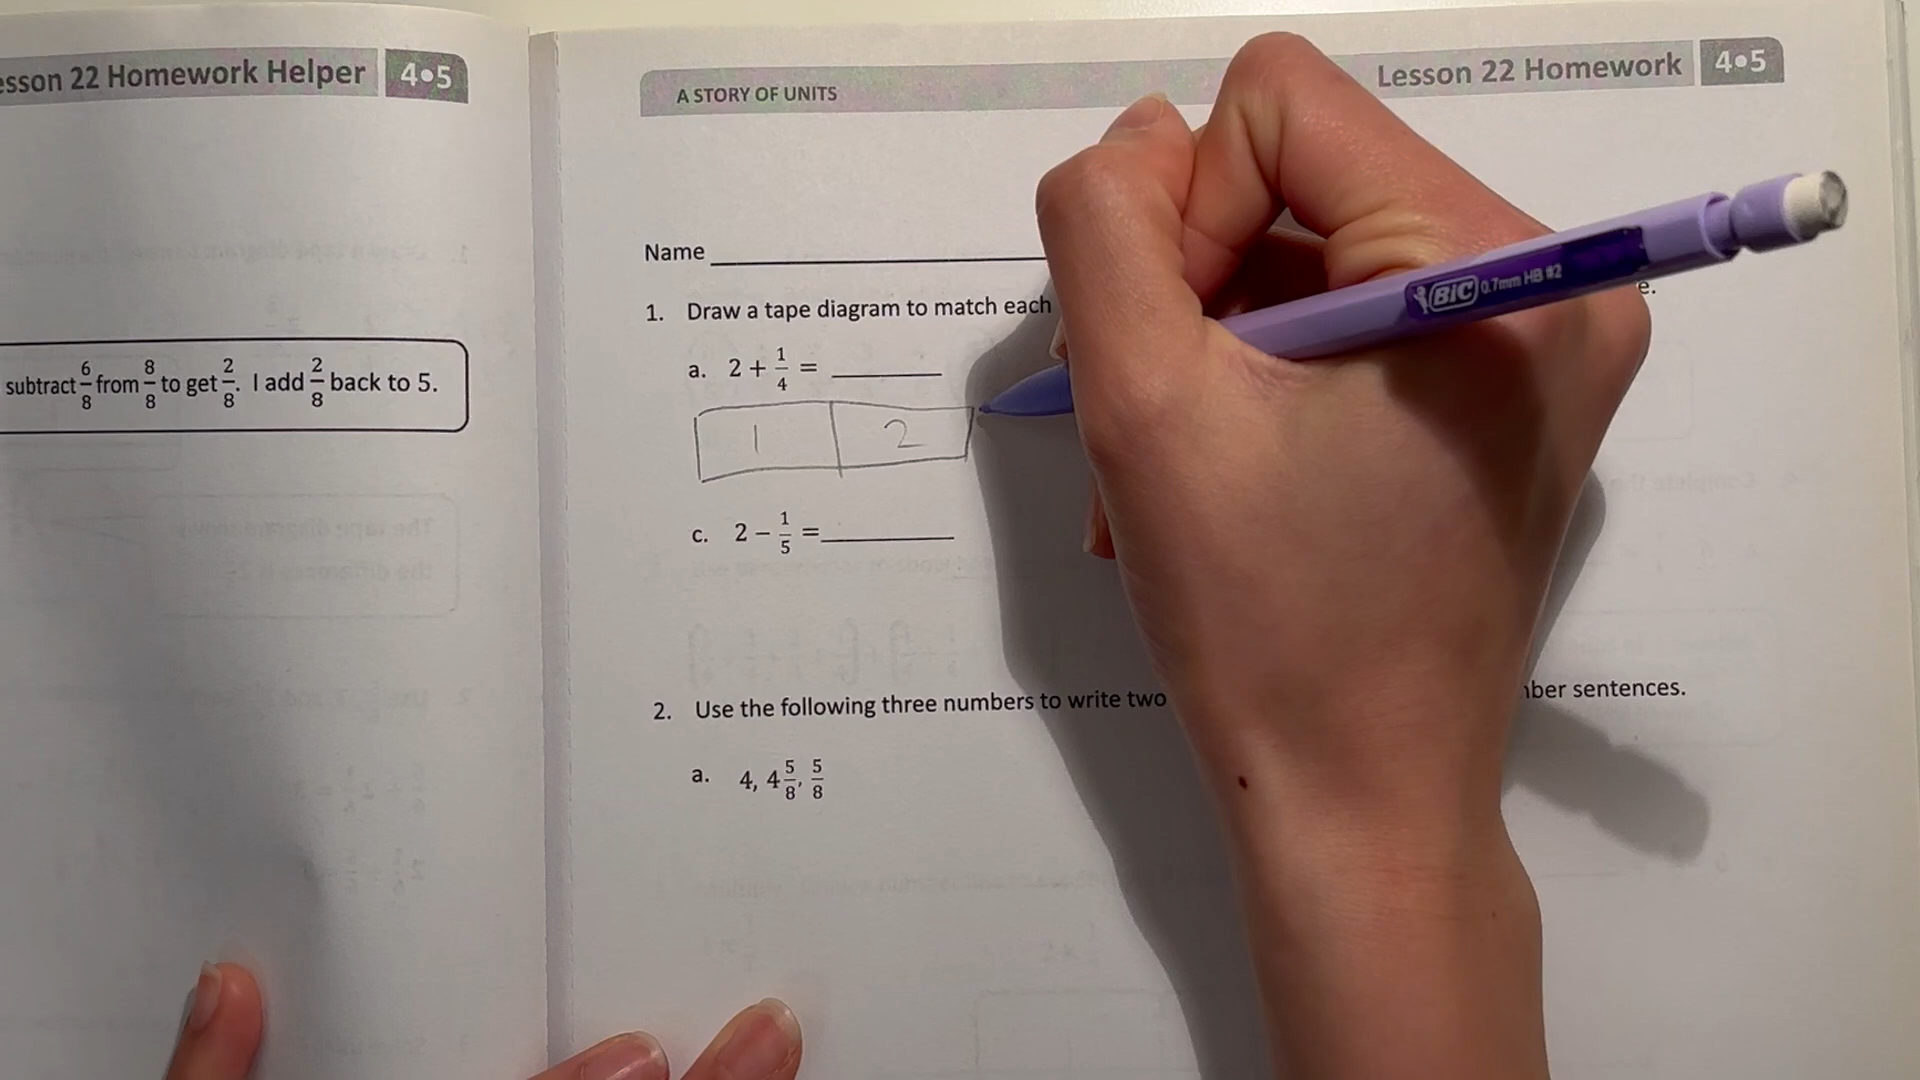 esson 22 Homework Helper 4•5
subtract 6/8 from 8/8 to get 2/8. I add 2/8 back to 5.
A STORY OF UNITS
Lesson 22 Homework 4•5
Name
1. Draw a tape diagram to match each
e.
a. 2 + 1/4 =
1 2
c. 2 – 1/5 =
2. Use the following three numbers to write two
ber sentences.
a. 4, 4 5/8, 5/8
BIC 0.7mm HB #2